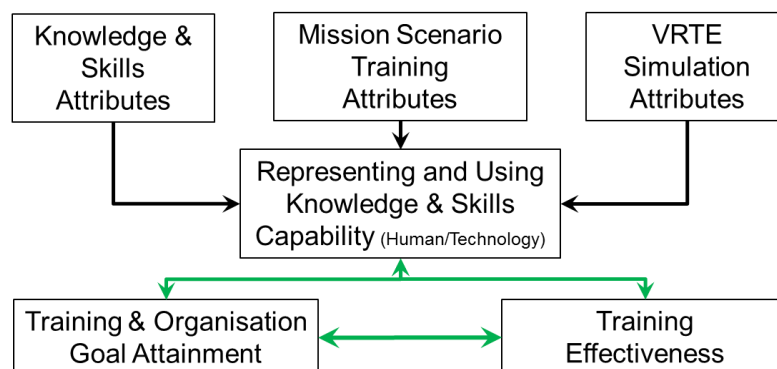 Knowledge &
Skills
Attributes
Mission Scenario
Training
Attributes
VRTE
Simulation
Attributes
Representing and Using
Knowledge & Skills
Capability (Human/Technology)
Training & Organisation
Goal Attainment
Training
Effectiveness